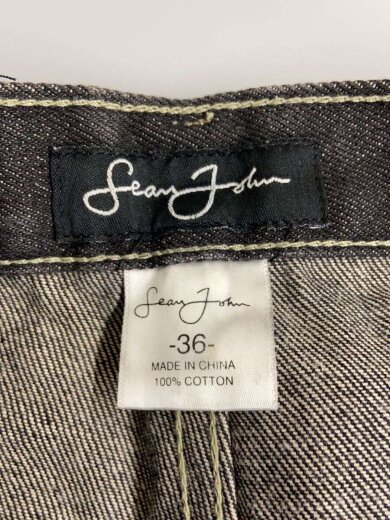 Sean John
Sean John
-36-
MADE IN CHINA
100% COTTON